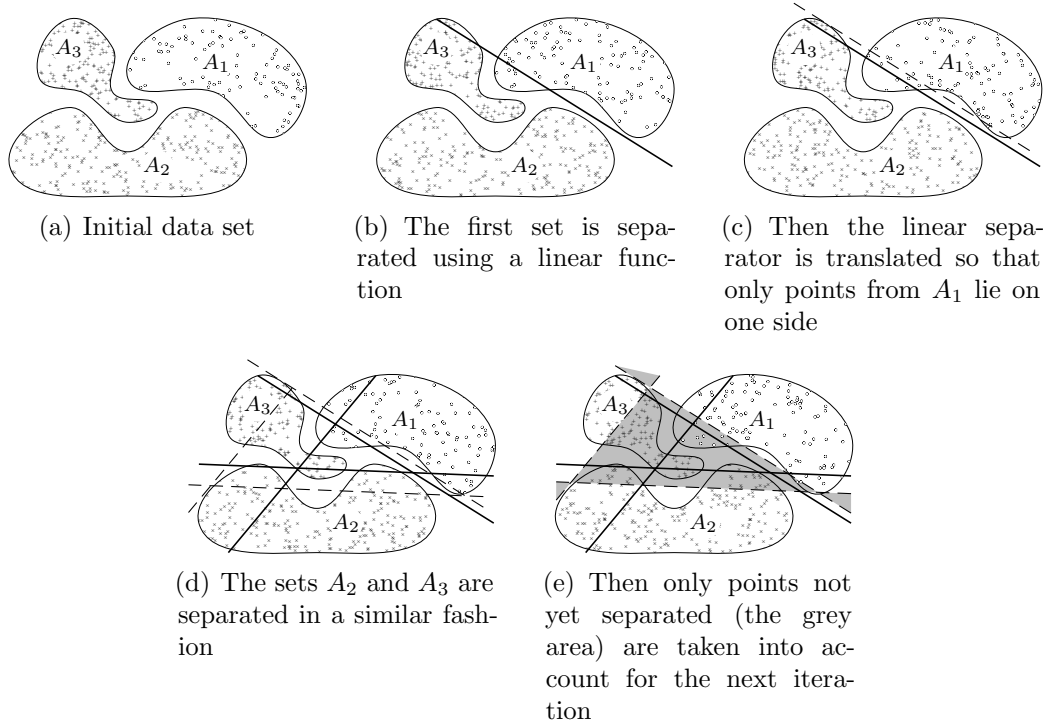 A3
A1
A2
(a) Initial data set
A3
A1
A2
(b) The first set is sepa-
rated using a linear func-
tion
A3
A1
A2
(c) Then the linear sepa-
rator is translated so that
only points from A1 lie on
one side
A3
A1
A2
(d) The sets A2 and A3 are
separated in a similar fash-
ion
A3
A1
A2
(e) Then only points not
yet separated (the grey
area) are taken into ac-
count for the next itera-
tion